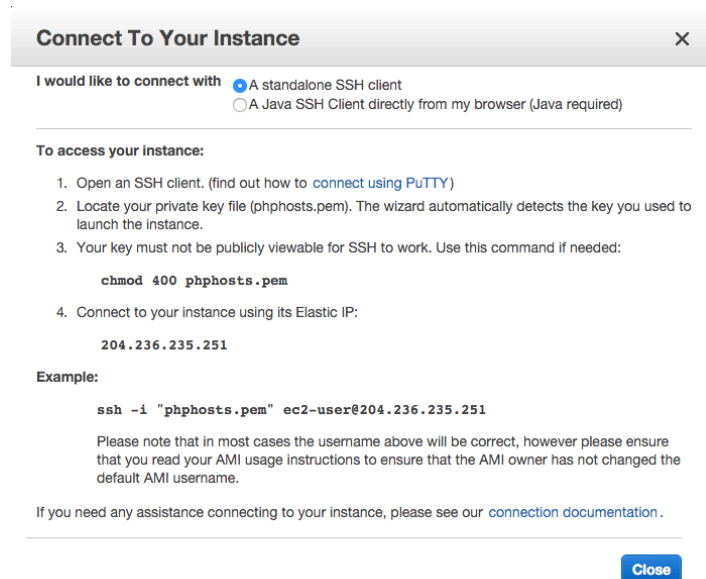 Connect To Your Instance
I would like to connect with
A standalone SSH client
A Java SSH Client directly from my browser (Java required)
To access your instance:
1. Open an SSH client. (find out how to connect using PuTTY)
2. Locate your private key file (phphosts.pem). The wizard automatically detects the key you used to
launch the instance.
3. Your key must not be publicly viewable for SSH to work. Use this command if needed:
chmod 400 phphosts.pem
4. Connect to your instance using its Elastic IP:
204.236.235.251
Example:
ssh -i "phphosts.pem" ec2-user@204.236.235.251
Please note that in most cases the username above will be correct, however please ensure
that you read your AMI usage instructions to ensure that the AMI owner has not changed the
default AMI username.
If you need any assistance connecting to your instance, please see our connection documentation.
Close